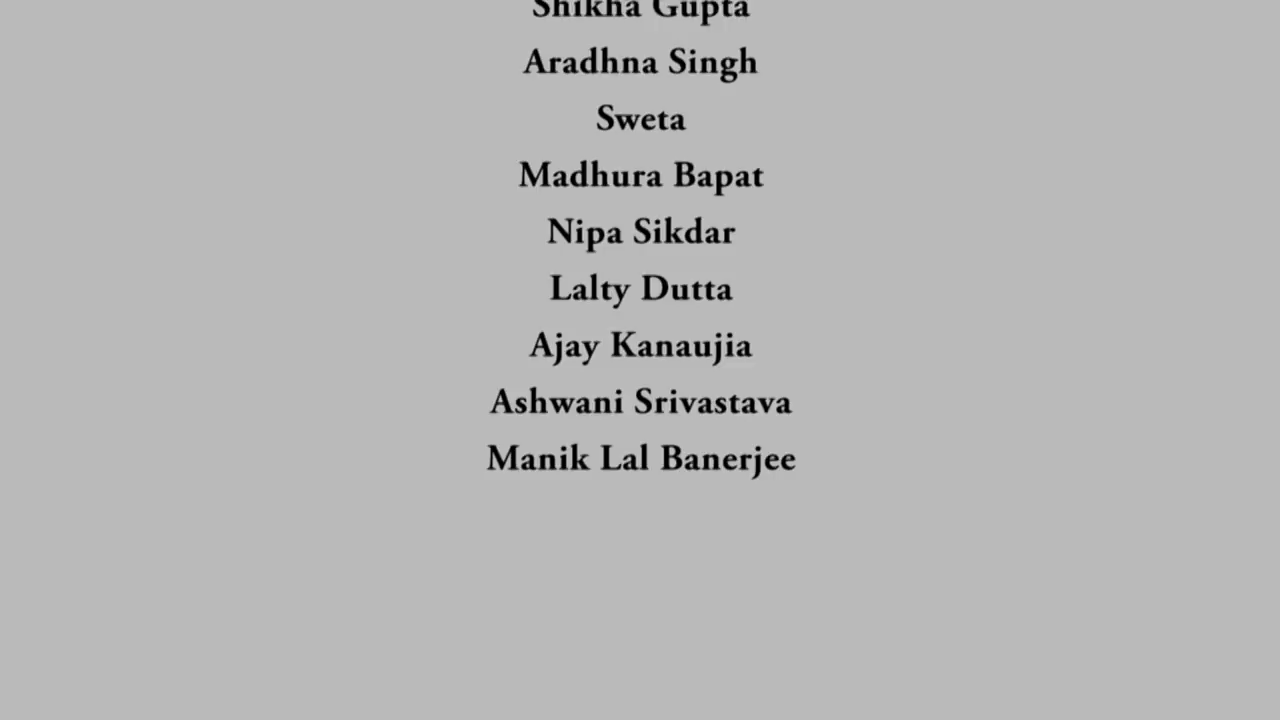 Shikha Gupta
Aradhna Singh
Sweta
Madhura Bapat
Nipa Sikdar
Lalty Dutta
Ajay Kanaujia
Ashwani Srivastava
Manik Lal Banerjee